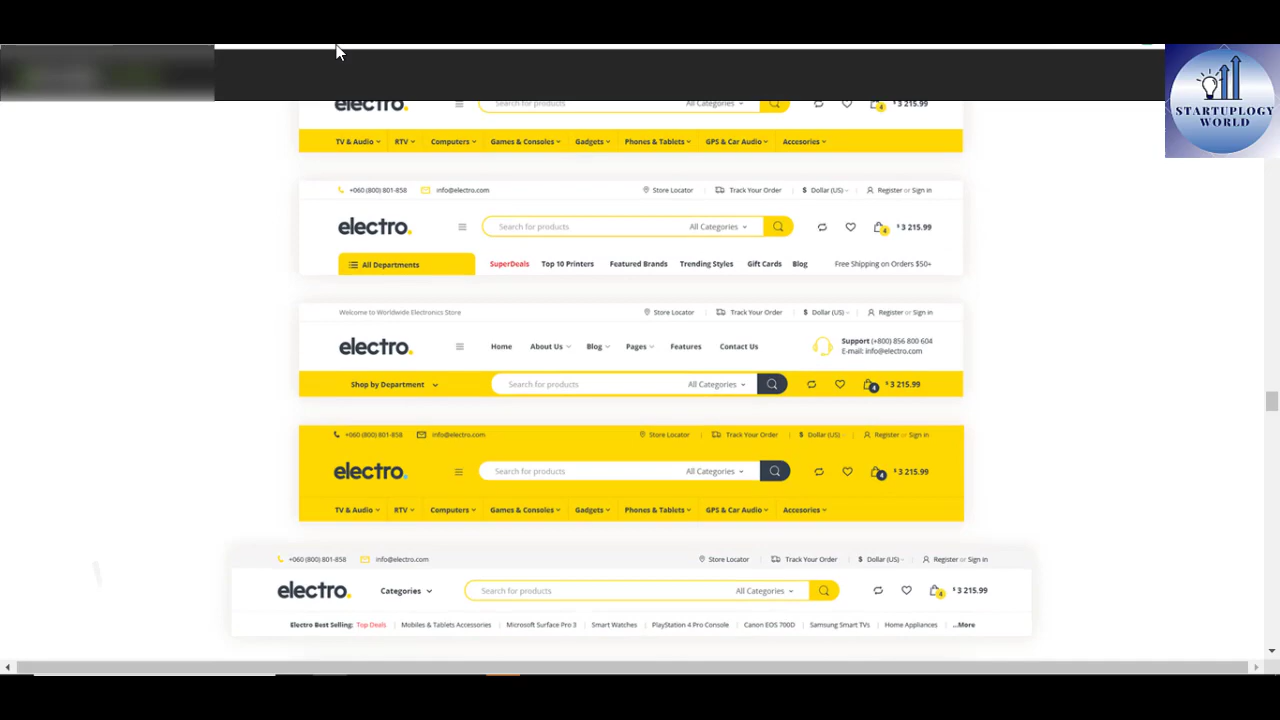 electro. Search for products All Categories 4 $ 3 215.99
STARTUPLOGY
WORLD
TV & Audio RTV Computers Games & Consoles Gadgets Phones & Tablets GPS & Car Audio Accesories
+060 (800) 801-858 info@electro.com Store Locator Track Your Order $ Dollar (US) Register or Sign in
electro. Search for products All Categories 4 $ 3 215.99
All Departments SuperDeals Top 10 Printers Featured Brands Trending Styles Gift Cards Blog Free Shipping on Orders $50+
Welcome to Worldwide Electronics Store Store Locator Track Your Order $ Dollar (US) Register or Sign in
electro. Home About Us Blog Pages Features Contact Us Support (+800) 856 800 604
E-mail: info@electro.com
Shop by Department Search for products All Categories 4 $ 3 215.99
+060 (800) 801-858 info@electro.com Store Locator Track Your Order $ Dollar (US) Register or Sign in
electro. Search for products All Categories 4 $ 3 215.99
TV & Audio RTV Computers Games & Consoles Gadgets Phones & Tablets GPS & Car Audio Accesories
+060 (800) 801-858 info@electro.com Store Locator Track Your Order $ Dollar (US) Register or Sign in
electro. Categories Search for products All Categories 4 $ 3 215.99
Electro Best Selling: Top Deals Mobiles & Tablets Accessories Microsoft Surface Pro 3 Smart Watches PlayStation 4 Pro Console Canon EOS 700D Samsung Smart TVs Home Appliances ...More